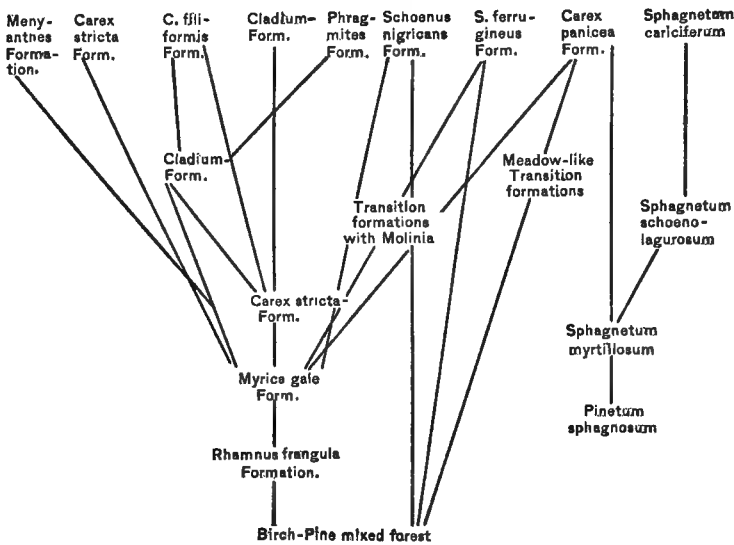 Meny-
antnes
Forma-
tion.
Carex
stricta
Form.
C. fili-
formis
Form.
Cladium-
Form.
Phrag-
mites
Form.
Schoenus
nigricans
Form.
S. ferru-
gineus
Form.
Carex
panicea
Form.
Sphagnetum
cariciferum
Cladium-
Form.
Meadow-like
Transition
formations
Transition
formations
with Molinia
Sphagnetum
schoeno-
lagurosum
Carex stricta-
Form.
Sphagnetum
myrtillosum
Myrica gale
Form.
Pinetum
sphagnosum
Rhamnus frangula
Formation.
Birch-Pine mixed forest